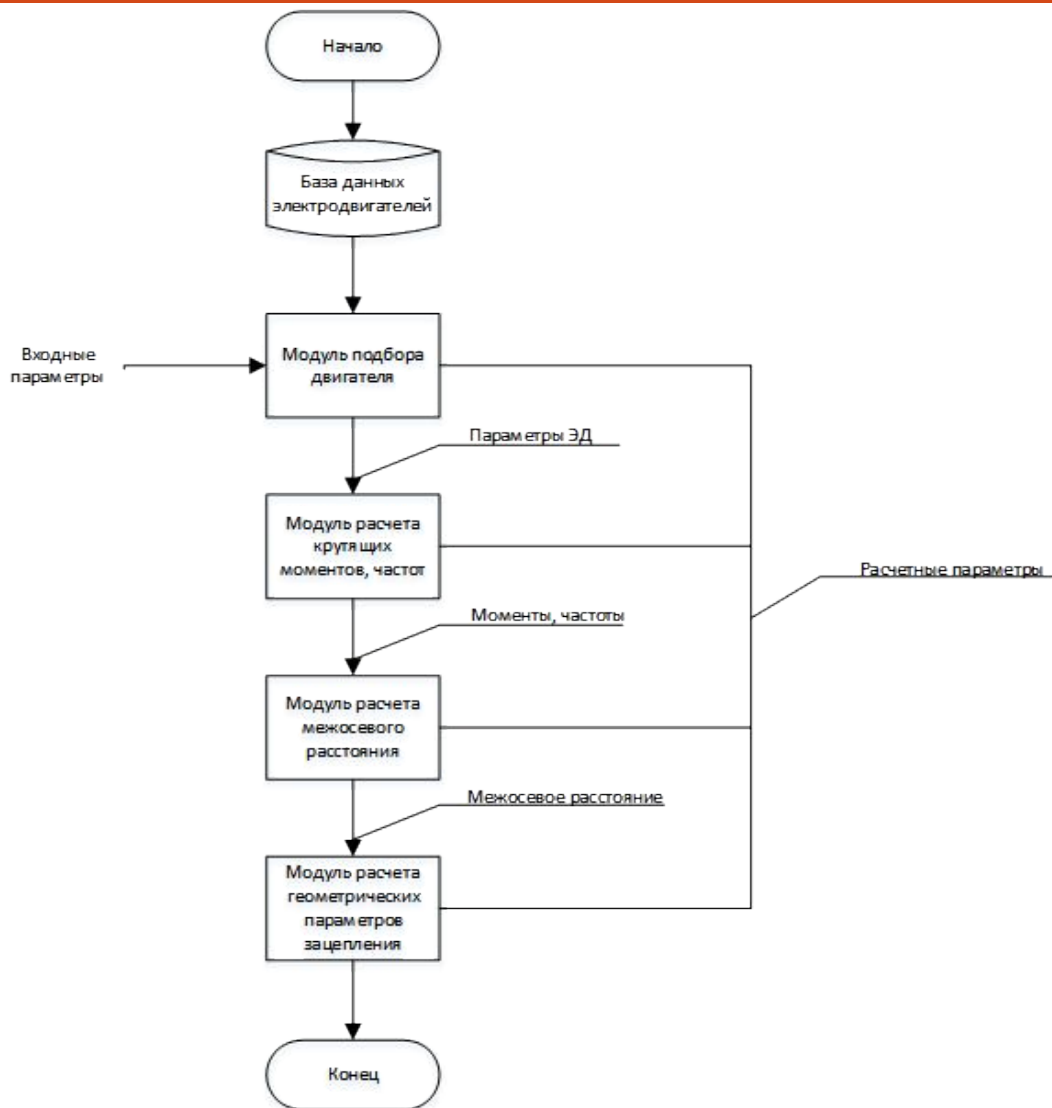 Начало
База данных
электродвигателей
Входные
параметры
Модуль подбора
двигателя
Параметры ЭД
Модуль расчета
крутящих
моментов, частот
Расчетные параметры
Моменты, частоты
Модуль расчета
межосевого
расстояния
Межосевое расстояние
Модуль расчета
геометрических
параметров
зацепления
Конец